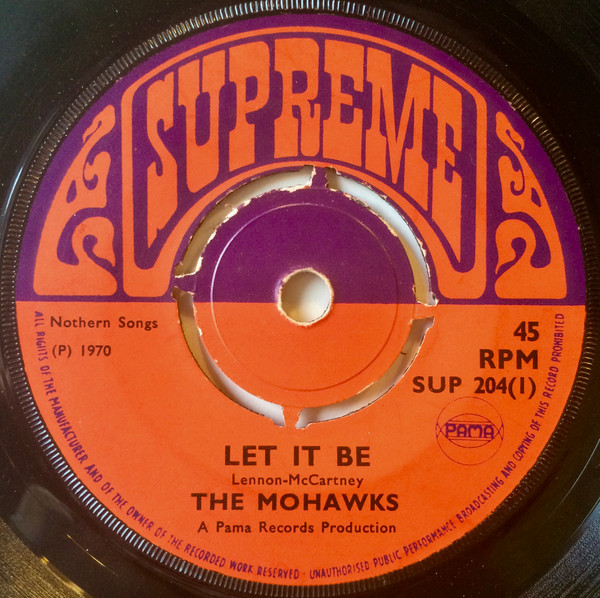 SUPREME
Nothern Songs
(P) 1970
45
RPM
SUP 204(1)
PAMA
LET IT BE
Lennon-McCartney
THE MOHAWKS
A Pama Records Production
ALL RIGHTS OF THE MANUFACTURER AND OF THE OWNER OF THE RECORDED WORK RESERVED - UNAUTHORISED PUBLIC PERFORMANCE BROADCASTING AND COPYING OF THIS RECORD PROHIBITED